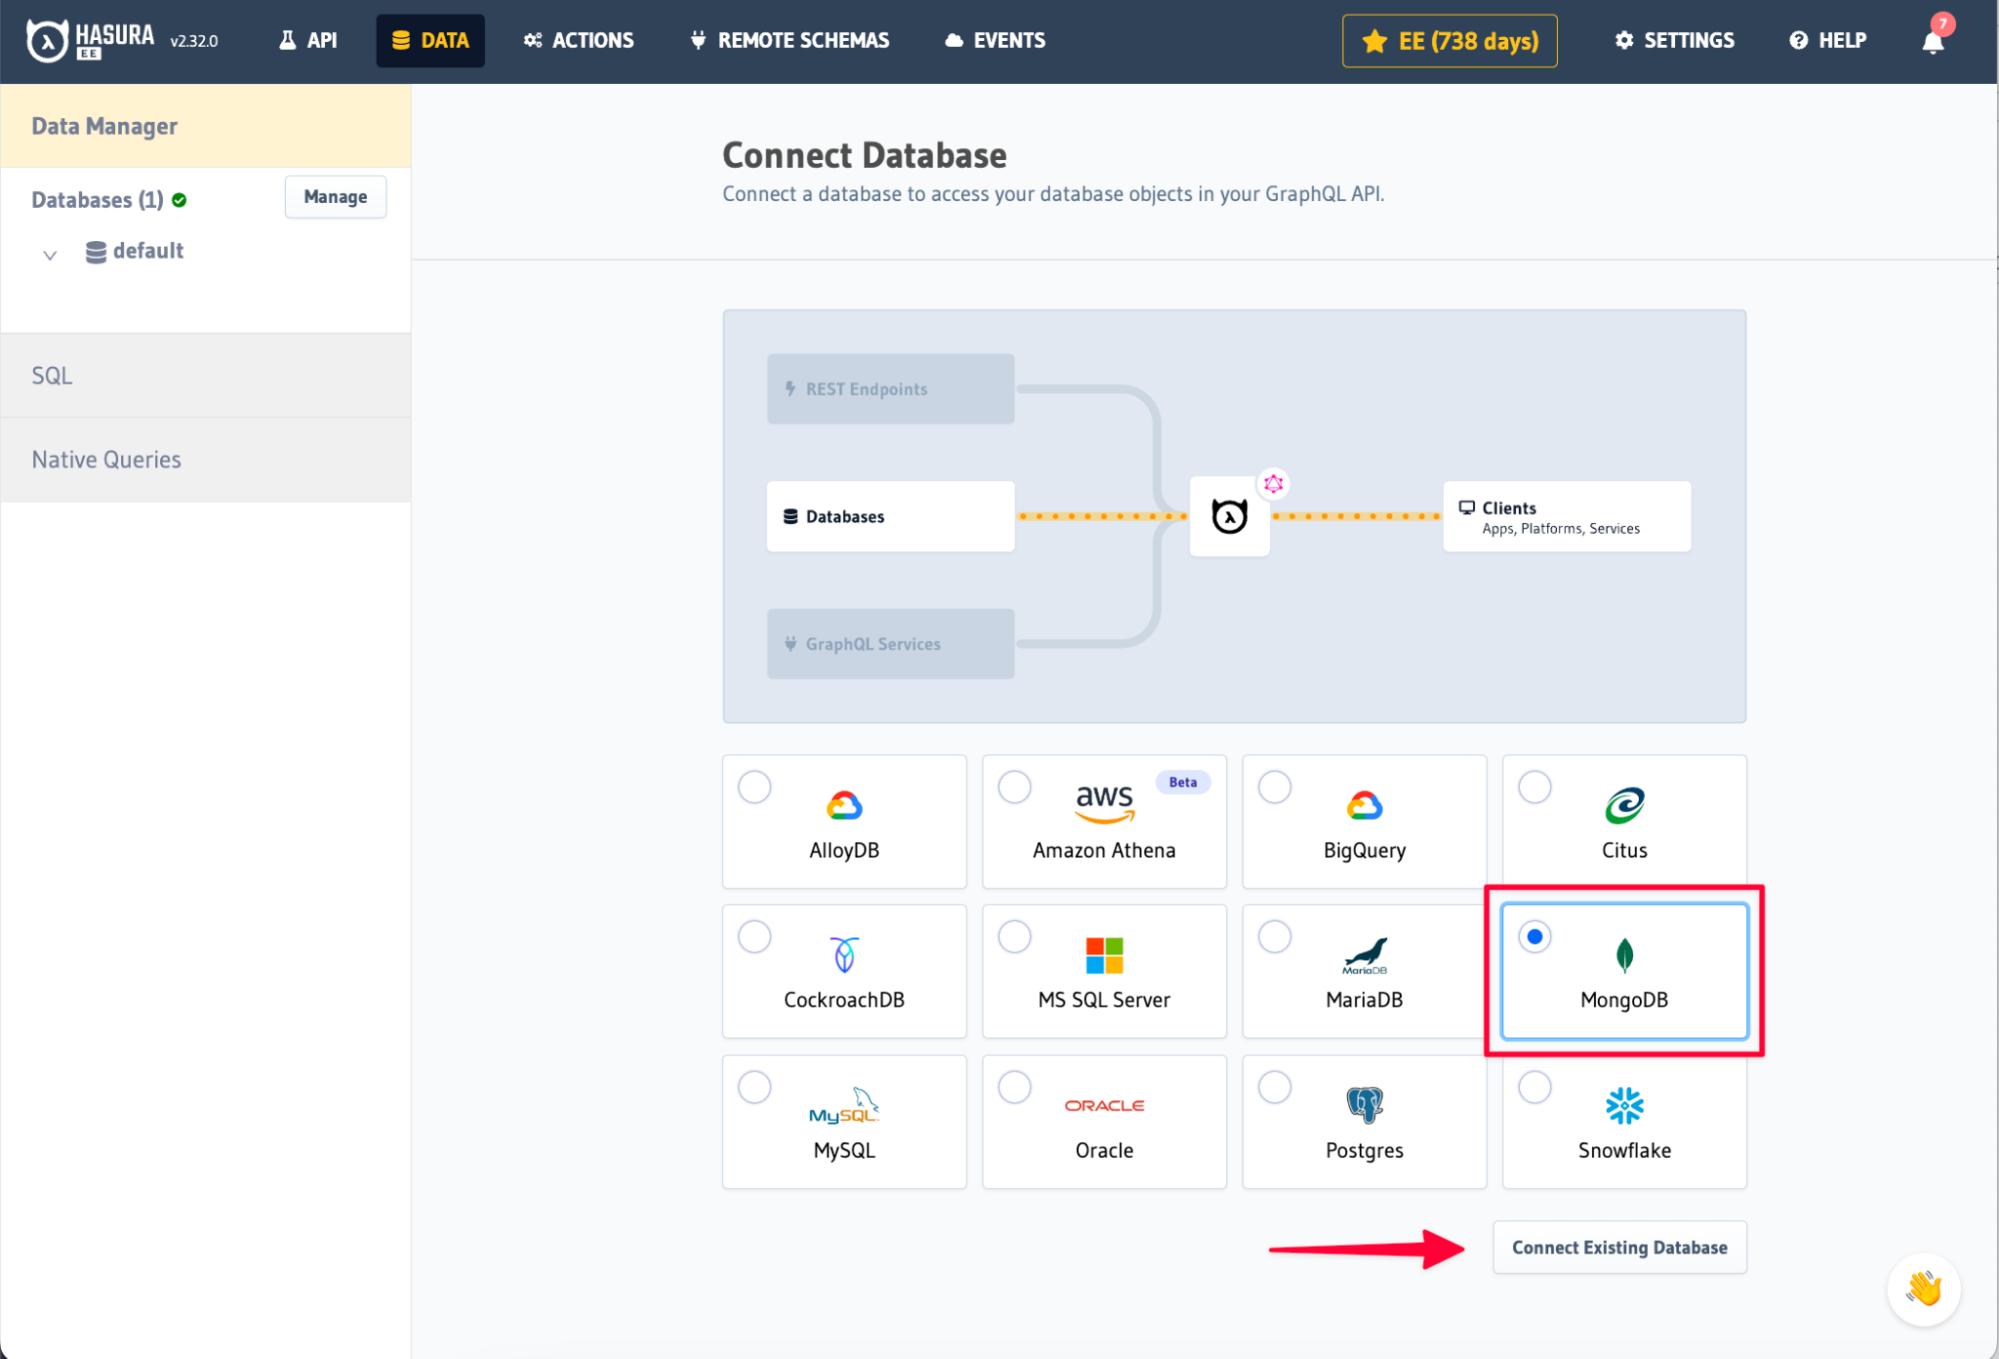 HASURA
EE
v2.32.0
API
DATA
ACTIONS
REMOTE SCHEMAS
EVENTS
EE (738 days)
SETTINGS
HELP
7
Data Manager
Databases (1)
Manage
default
SQL
Native Queries
Connect Database
Connect a database to access your database objects in your GraphQL API.
REST Endpoints
Databases
Clients
Apps, Platforms, Services
GraphQL Services
AlloyDB
aws
Beta
Amazon Athena
BigQuery
Citus
CockroachDB
MS SQL Server
MariaDB
MariaDB
MongoDB
MySQL
MySQL
ORACLE
Oracle
Postgres
Snowflake
Connect Existing Database